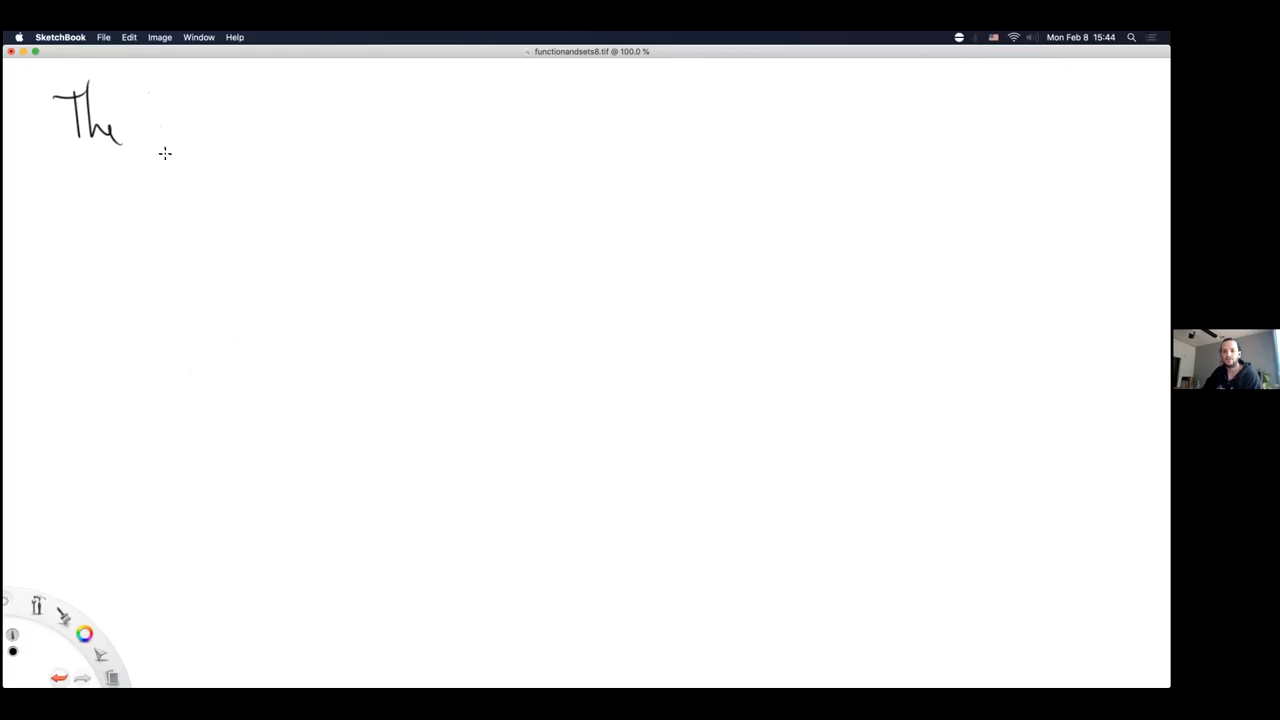 SketchBook File Edit Image Window Help Mon Feb 8 15:44
functionandsets8.tif @ 100.0 %
The